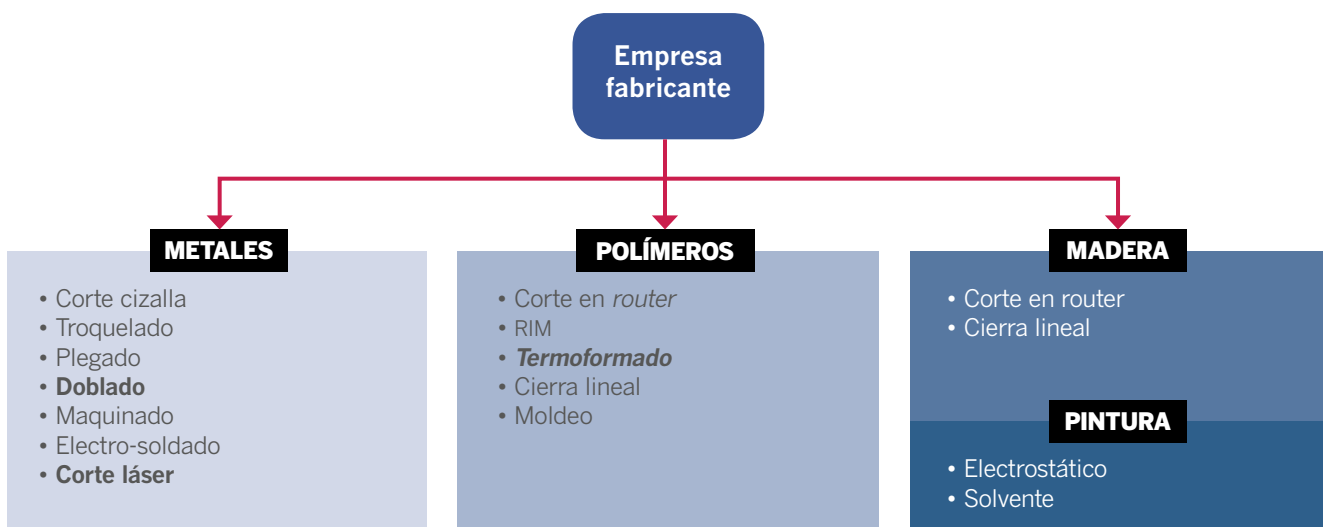 Empresa
fabricante
METALES
• Corte cizalla
• Troquelado
• Plegado
• Doblado
• Maquinado
• Electro-soldado
• Corte láser
POLÍMEROS
• Corte en router
• RIM
• Termoformado
• Cierra lineal
• Moldeo
MADERA
• Corte en router
• Cierra lineal
PINTURA
• Electrostático
• Solvente